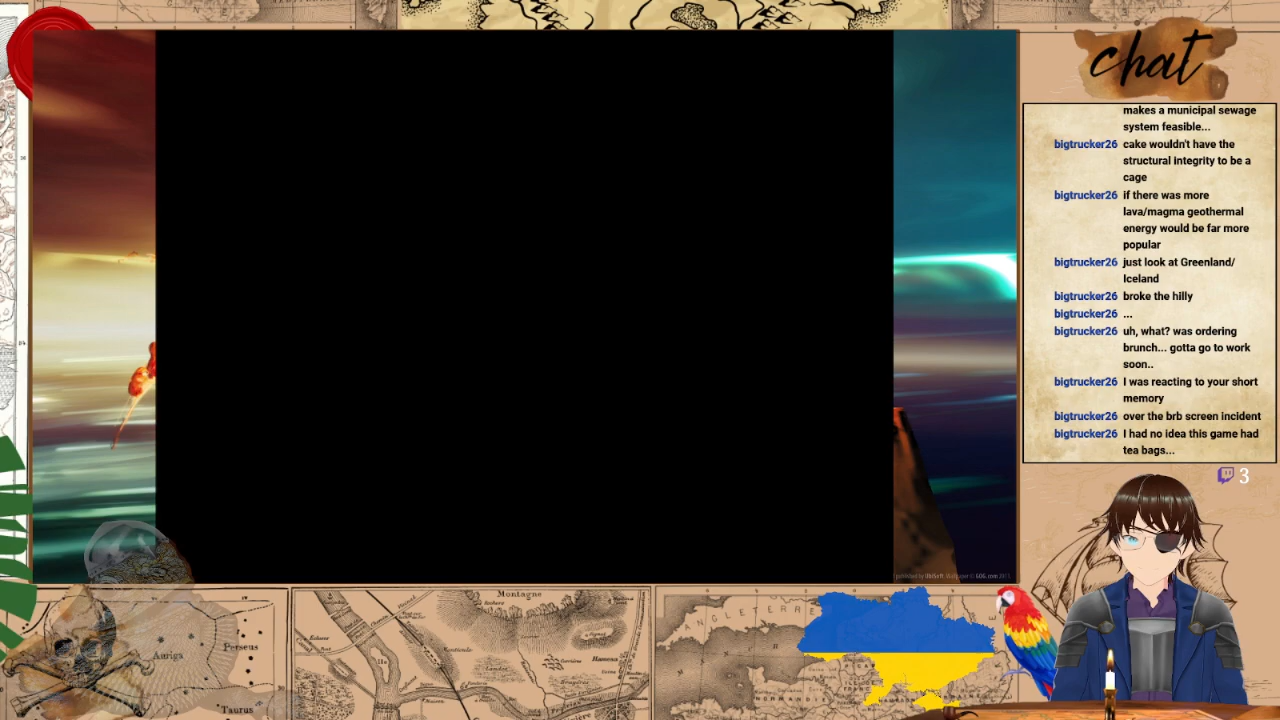 chat
makes a municipal sewage
system feasible...
bigtrucker26 cake wouldn't have the
structural integrity to be a
cage
bigtrucker26 if there was more
lava/magma geothermal
energy would be far more
popular
bigtrucker26 just look at Greenland/
Iceland
bigtrucker26 broke the hilly
bigtrucker26 ...
bigtrucker26 uh, what? was ordering
brunch... gotta go to work
soon..
bigtrucker26 I was reacting to your short
memory
bigtrucker26 over the brb screen incident
bigtrucker26 I had no idea this game had
tea bags...
3
Montagne
ANGLETERRE
Auriga
Perseus
Taurus